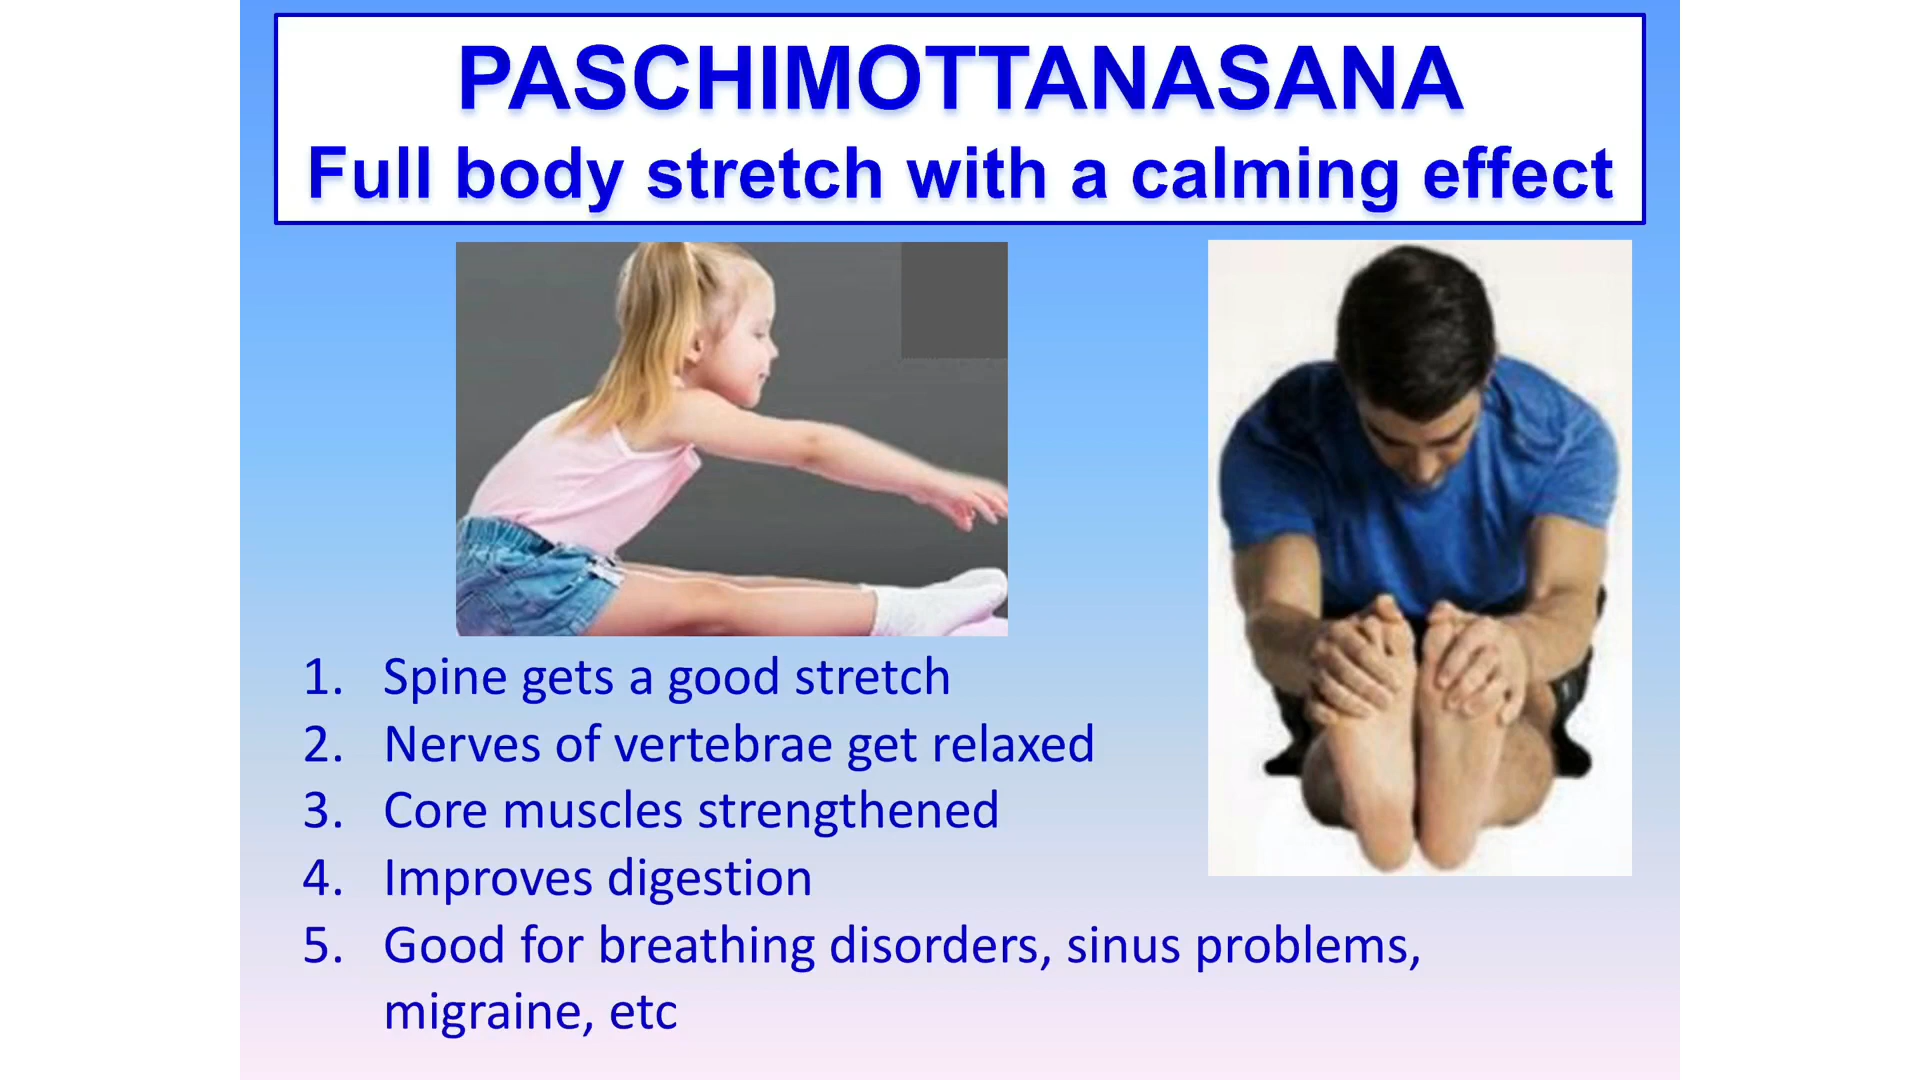 PASCHIMOTTANASANA
Full body stretch with a calming effect
1. Spine gets a good stretch
2. Nerves of vertebrae get relaxed
3. Core muscles strengthened
4. Improves digestion
5. Good for breathing disorders, sinus problems,
migraine, etc